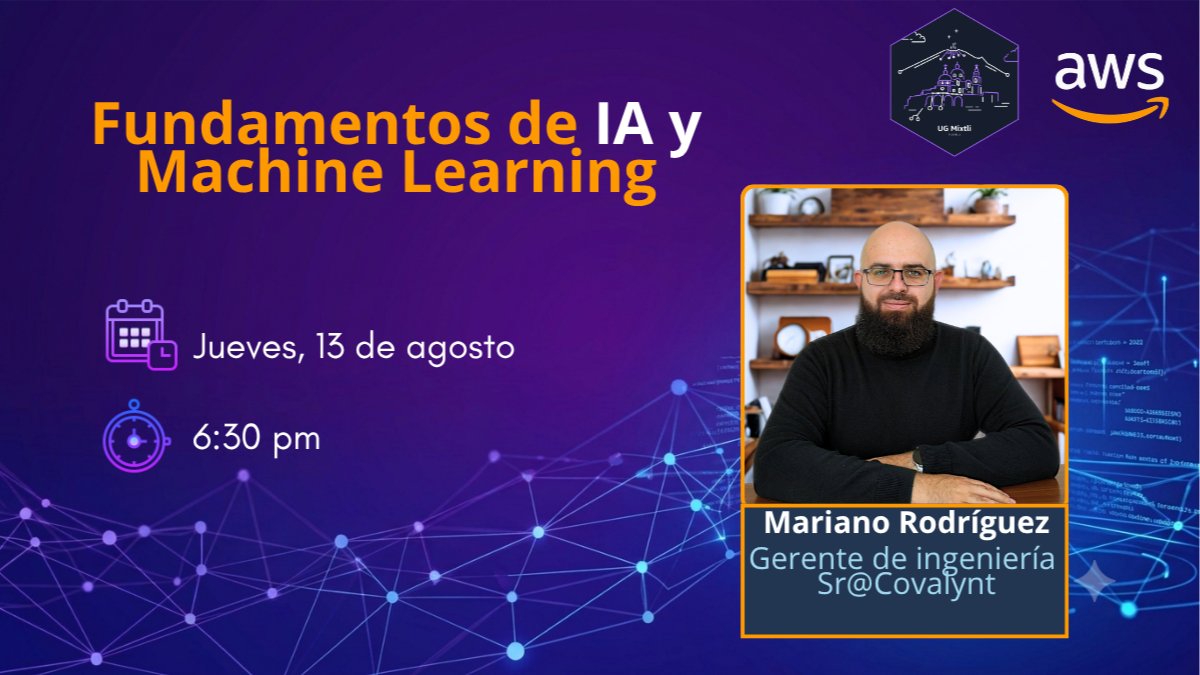 UG Mixtli
aws
Fundamentos de IA y
Machine Learning
Jueves, 13 de agosto
6:30 pm
Mariano Rodríguez
Gerente de ingeniería
Sr@Covalynt